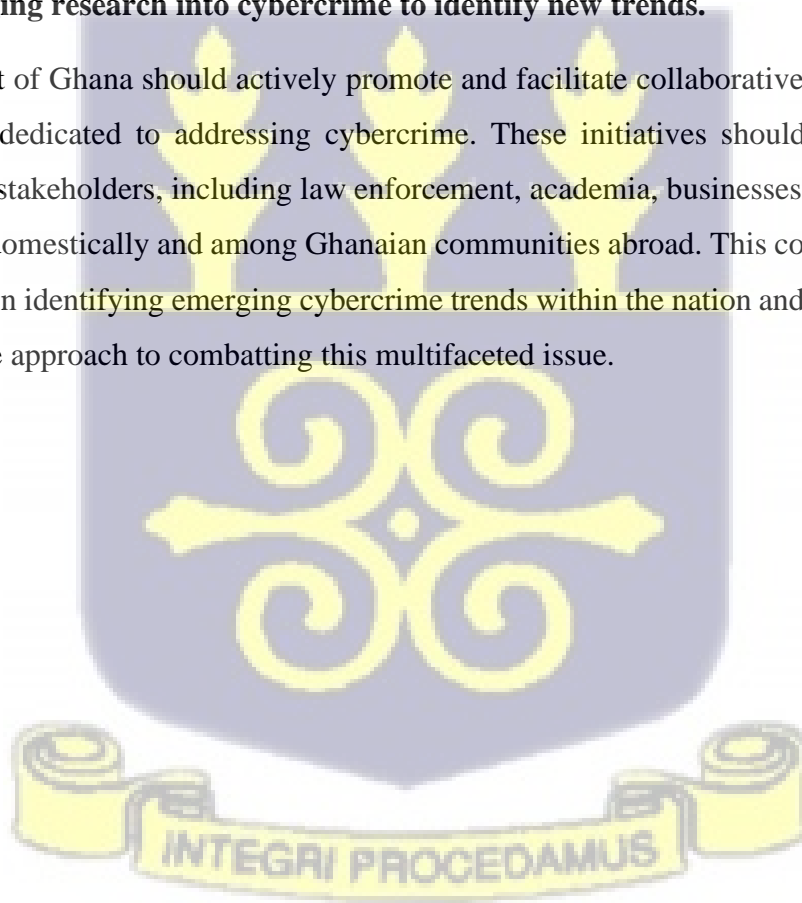 ing research into cybercrime to identify new trends.
t of Ghana should actively promote and facilitate collaborative
dedicated to addressing cybercrime. These initiatives should
stakeholders, including law enforcement, academia, businesses
omestically and among Ghanaian communities abroad. This co
n identifying emerging cybercrime trends within the nation and
e approach to combatting this multifaceted issue.
INTEGRI PROCEDAMUS